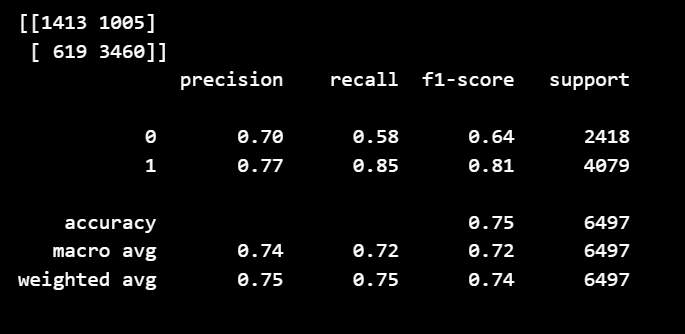 [[1413 1005]
[ 619 3460]]
precision recall f1-score support
0 0.70 0.58 0.64 2418
1 0.77 0.85 0.81 4079
accuracy 0.75 6497
macro avg 0.74 0.72 0.72 6497
weighted avg 0.75 0.75 0.74 6497